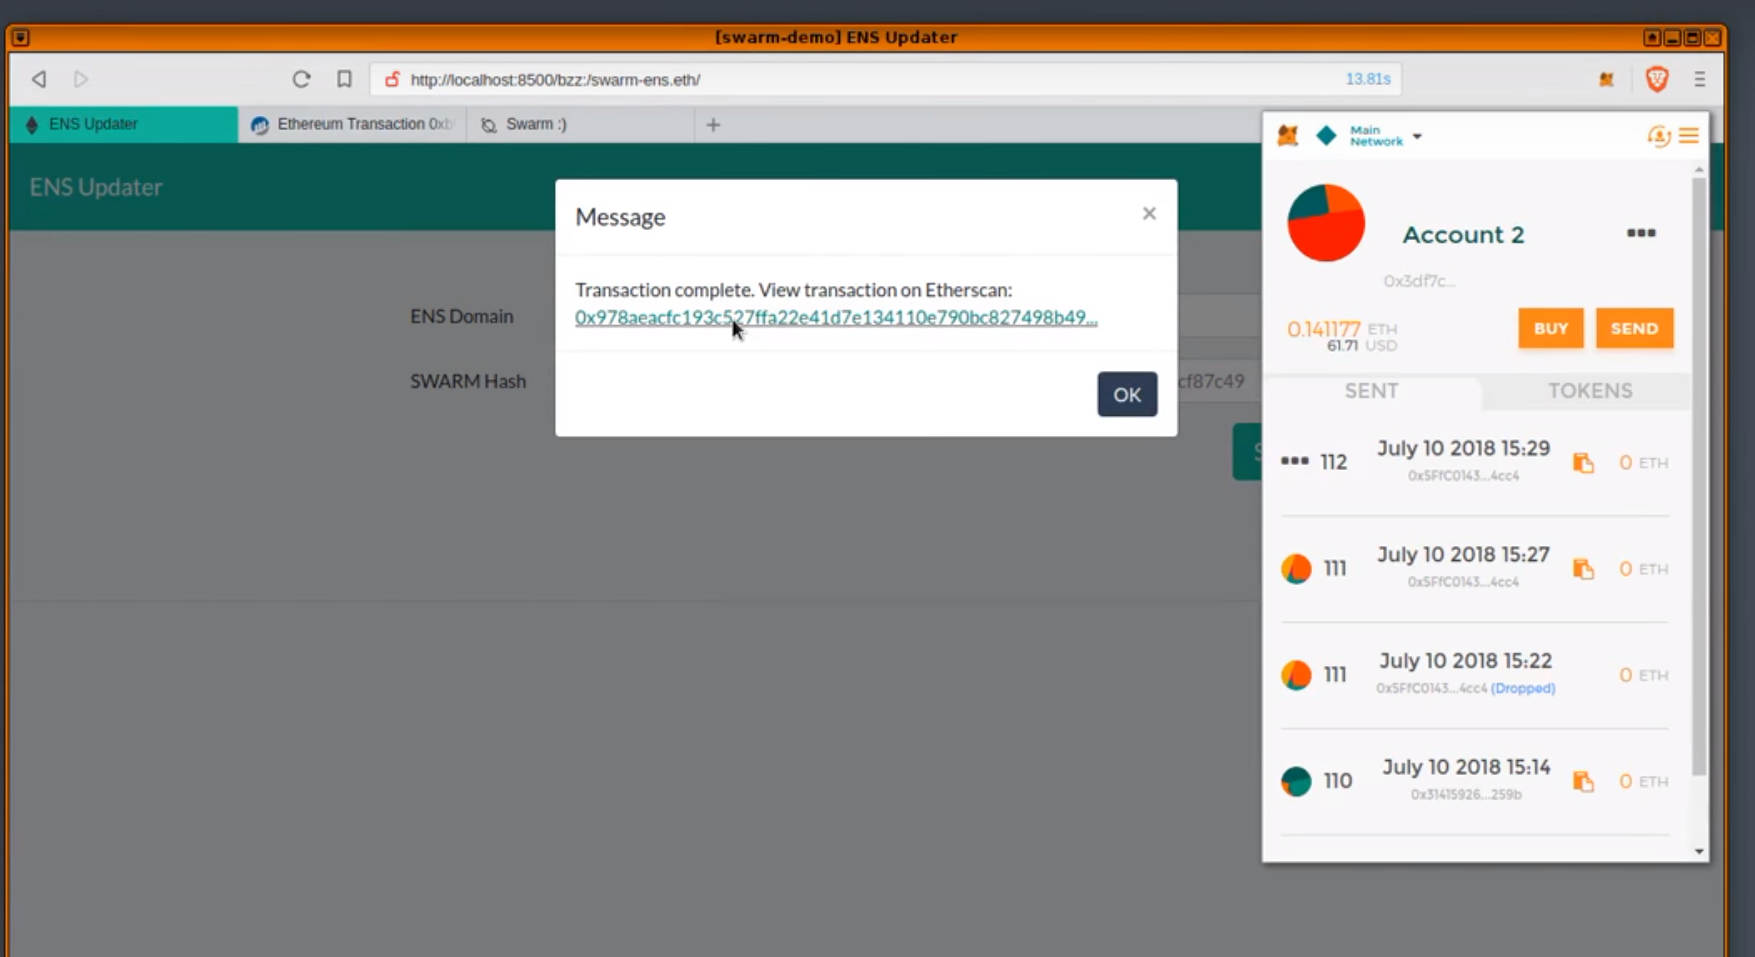 [swarm-demo] ENS Updater
http://localhost:8500/bzz:/swarm-ens.eth/
13.81s
ENS Updater
Ethereum Transaction 0xb
Swarm :)
ENS Updater
Message
Transaction complete. View transaction on Etherscan:
0x978aeacfc193c527ffa22e41d7e134110e790bc827498b49...
OK
ENS Domain
SWARM Hash
cf87c49
S
Main
Network
Account 2
0x3df7c...
0.141177 ETH
61.71 USD
BUY
SEND
SENT
TOKENS
112
July 10 2018 15:29
0x5FfC0143...4cc4
0 ETH
111
July 10 2018 15:27
0x5FfC0143...4cc4
0 ETH
111
July 10 2018 15:22
0x5FfC0143...4cc4 (Dropped)
0 ETH
110
July 10 2018 15:14
0x31415926...259b
0 ETH